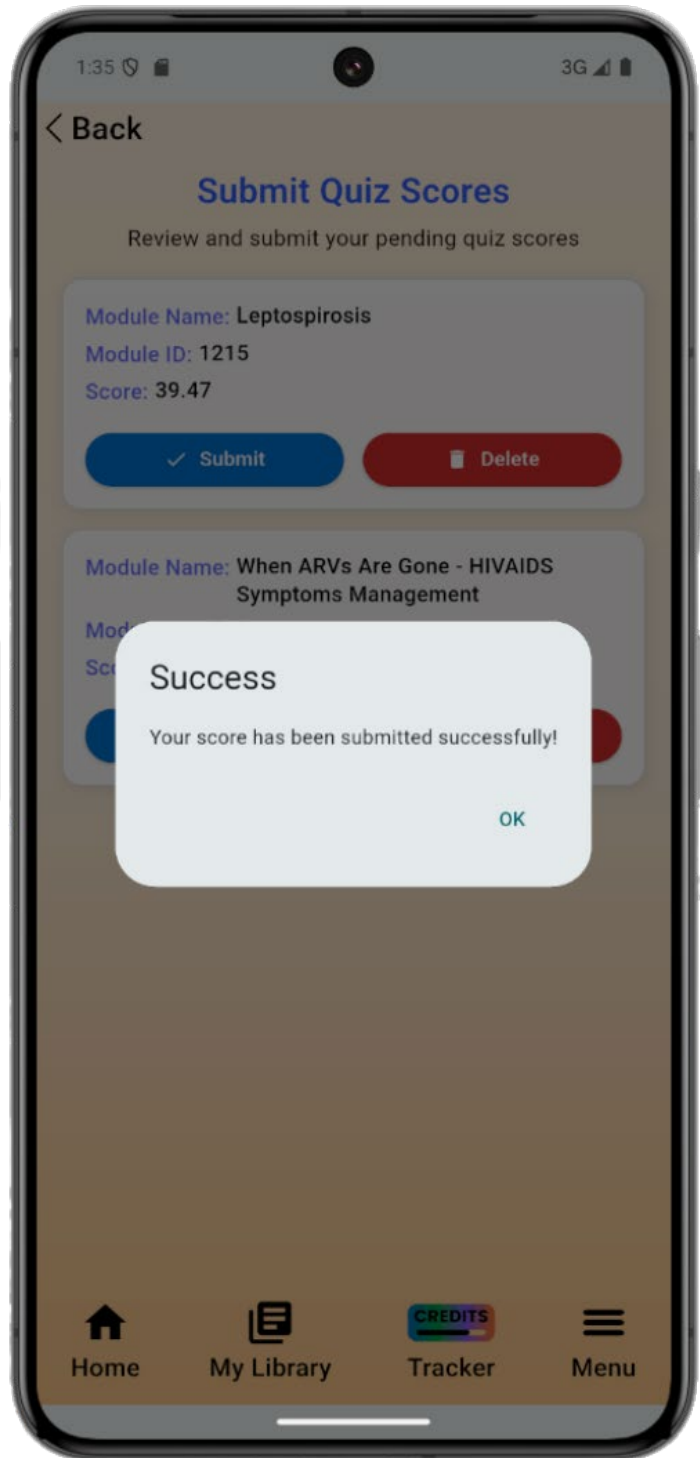 1:35 3G
Back
Submit Quiz Scores
Review and submit your pending quiz scores
Module Name: Leptospirosis
Module ID: 1215
Score: 39.47
Submit Delete
Module Name: When ARVs Are Gone - HIVAIDS
Symptoms Management
Success
Your score has been submitted successfully!
OK
CREDITS
Home My Library Tracker Menu